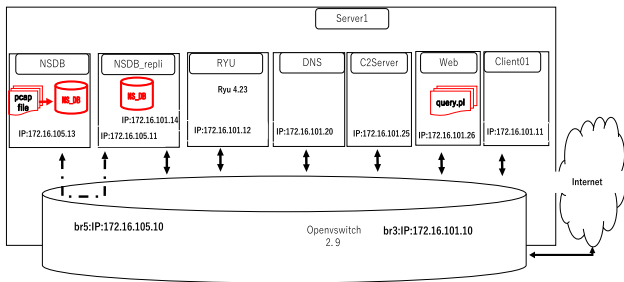 Server1
NSDB
NSDB_repli
RYU
DNS
C2Server
Web
Client01
pcap
file
NS_DB
NS_DB
Ryu 4.23
query.pl
IP:172.16.105.13
IP:172.16.101.14
IP:172.16.105.11
IP:172.16.101.12
IP:172.16.101.20
IP:172.16.101.25
IP:172.16.101.26
IP:172.16.101.11
Internet
br5:IP:172.16.105.10
Openvswitch
2.9
br3:IP:172.16.101.10